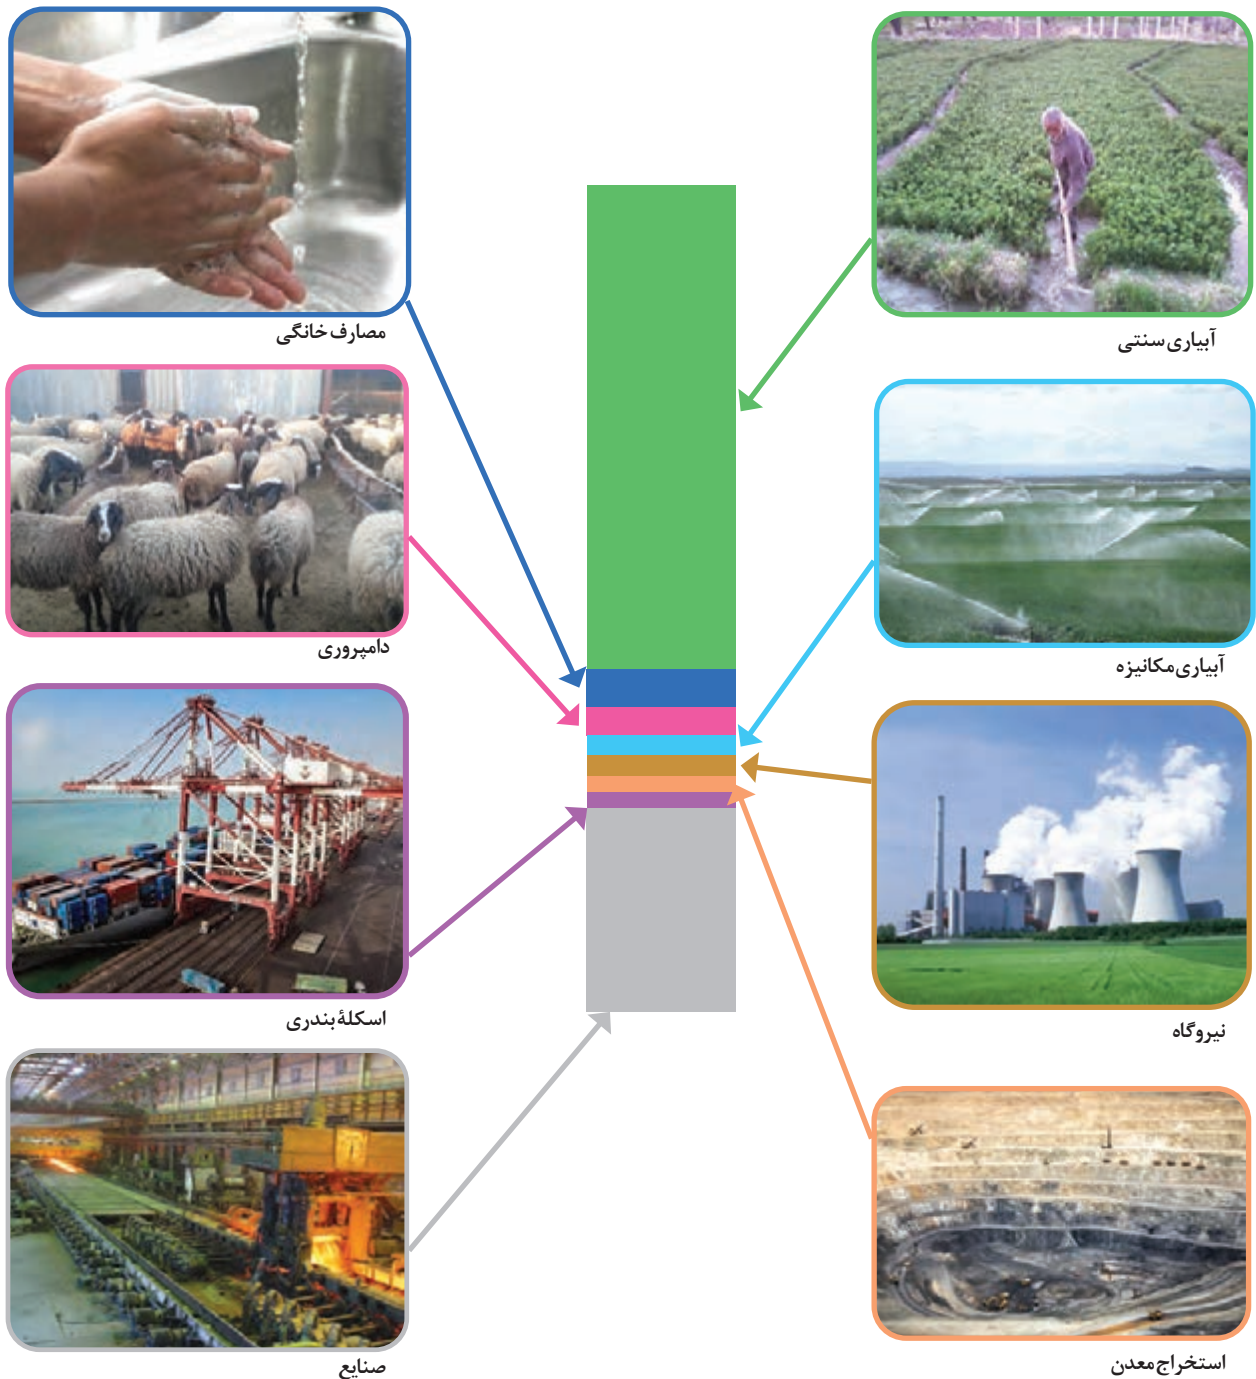 آبیاری سنتی
مصارف خانگی
آبیاری مکانیزه
دامپروری
نیروگاه
اسکلهٔ بندری
استخراج معدن
صنایع